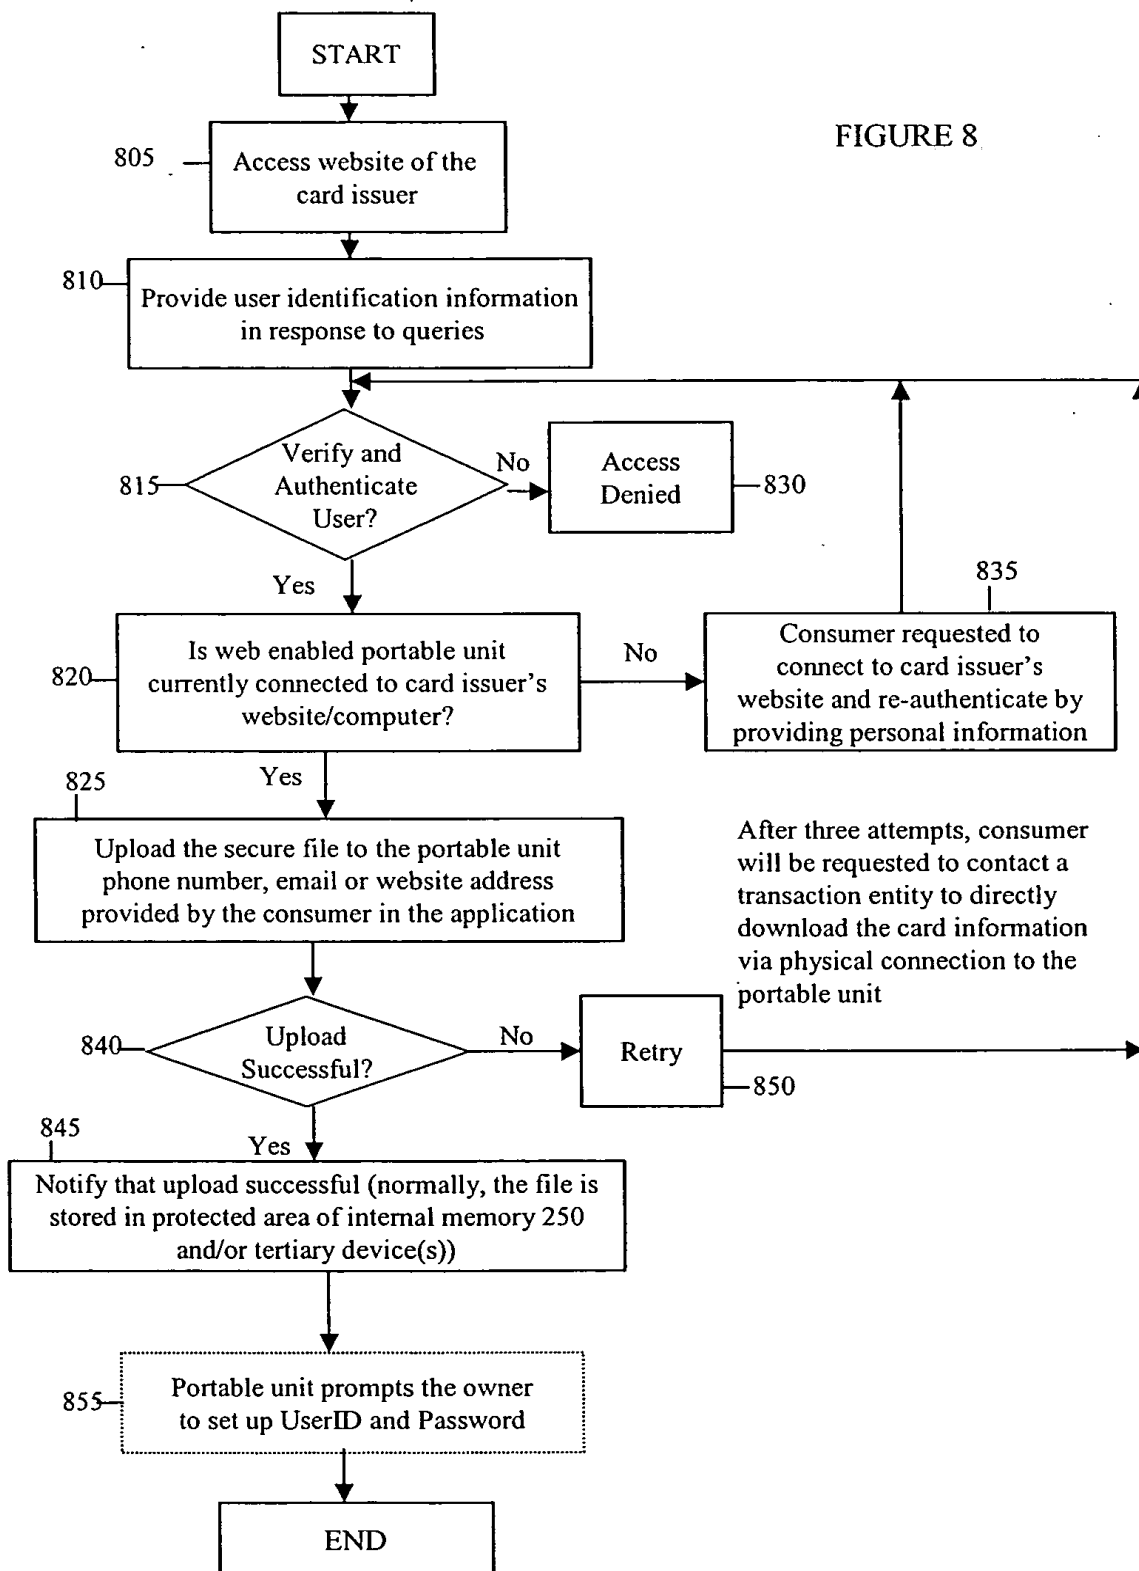 START
FIGURE 8
805
Access website of the
card issuer
810
Provide user identification information
in response to queries
815
Verify and
Authenticate
User?
No
Access
Denied
830
Yes
835
820
Is web enabled portable unit
currently connected to card issuer's
website/computer?
No
Consumer requested to
connect to card issuer's
website and re-authenticate by
providing personal information
Yes
825
Upload the secure file to the portable unit
phone number, email or website address
provided by the consumer in the application
After three attempts, consumer
will be requested to contact a
transaction entity to directly
download the card information
via physical connection to the
portable unit
840
Upload
Successful?
No
Retry
850
845
Yes
Notify that upload successful (normally, the file is
stored in protected area of internal memory 250
and/or tertiary device(s))
855
Portable unit prompts the owner
to set up UserID and Password
END